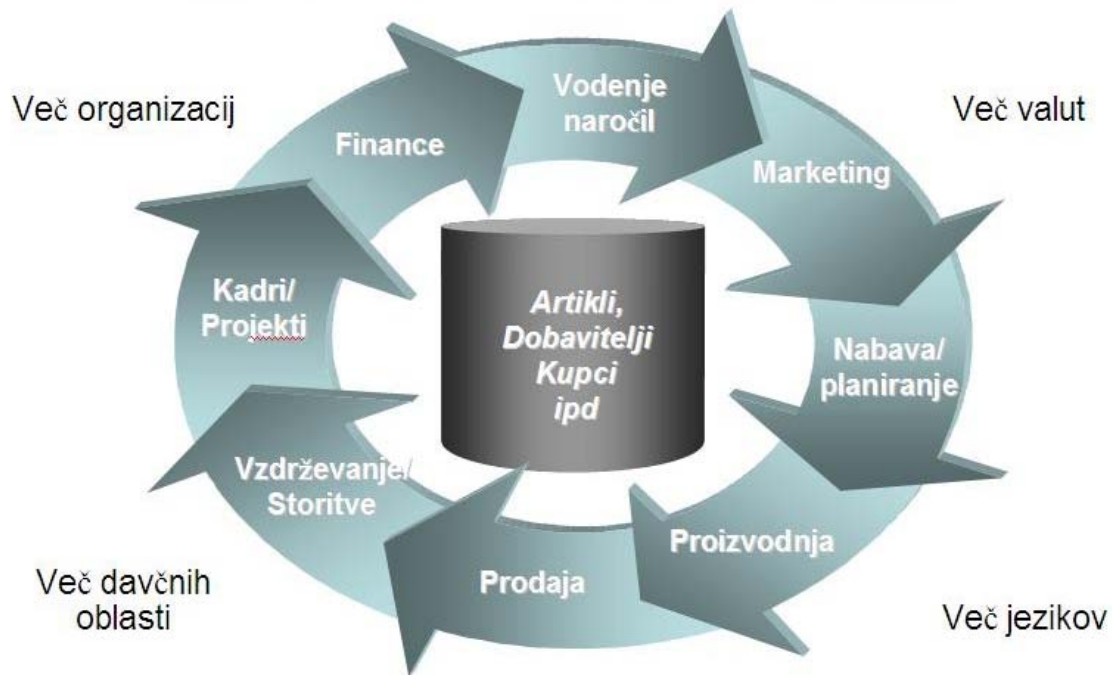 Več organizacij
Več valut
Vodenje
naročil
Finance
Marketing
Kadri/
Projekti
Artikli,
Dobavitelji
Kupci
ipd
Nabava/
planiranje
Vzdrževanje/
Storitve
Proizvodnja
Prodaja
Več davčnih
oblasti
Več jezikov